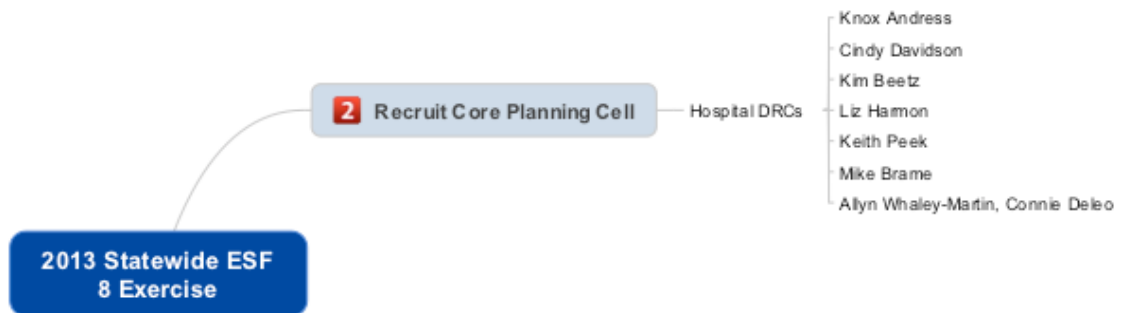 Knox Andress
Cindy Davidson
Kim Beetz
2 Recruit Core Planning Cell
Hospital DRCs
Liz Harmon
Keith Peek
Mike Brame
Allyn Whaley-Martin, Connie Deleo
2013 Statewide ESF
8 Exercise